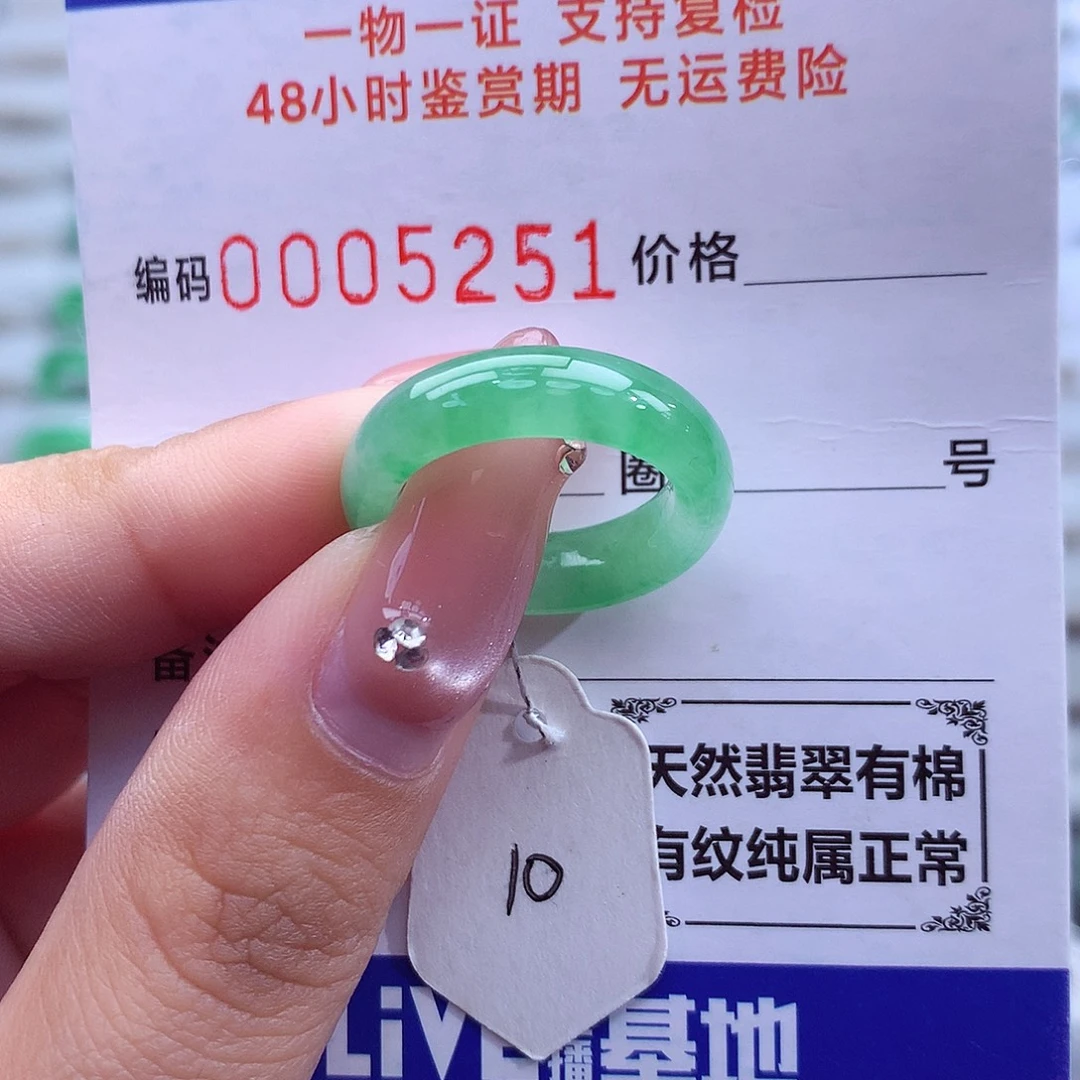 一物一证 支持复检
48小时鉴赏期 无运费险
编码0005251 价格
圈 号
天然翡翠有棉
有纹纯属正常
10
LiVE 播基地